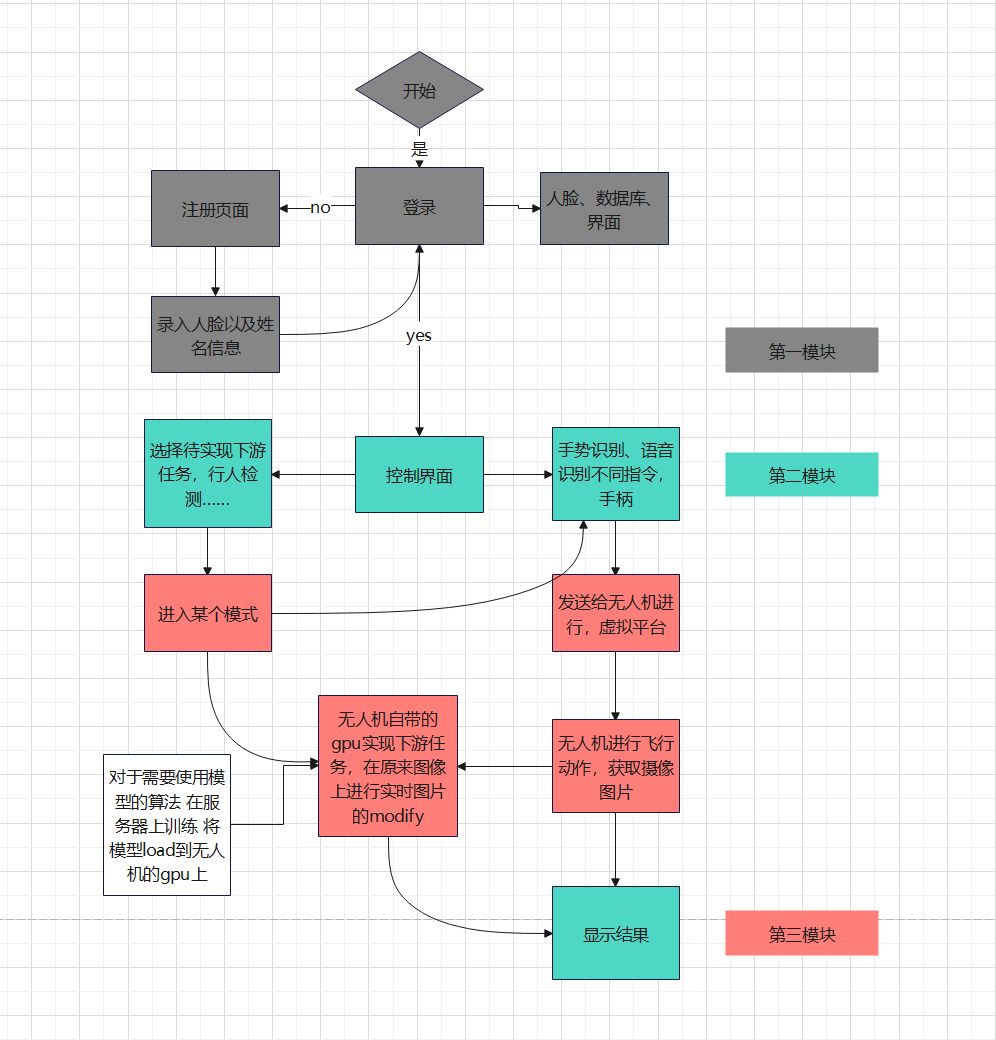 开始
是
注册页面
no
登录
人脸、数据库、
界面
录入人脸以及姓
名信息
yes
第一模块
选择待实现下游
任务，行人检
测......
控制界面
手势识别、语音
识别不同指令，
手柄
第二模块
进入某个模式
发送给无人机进
行，虚拟平台
无人机自带的
gpu实现下游任
务，在原来图像
上进行实时图片
的modify
无人机进行飞行
动作，获取摄像
图片
对于需要使用模
型的算法 在服
务器上训练 将
模型load到无人
机的gpu上
显示结果
第三模块